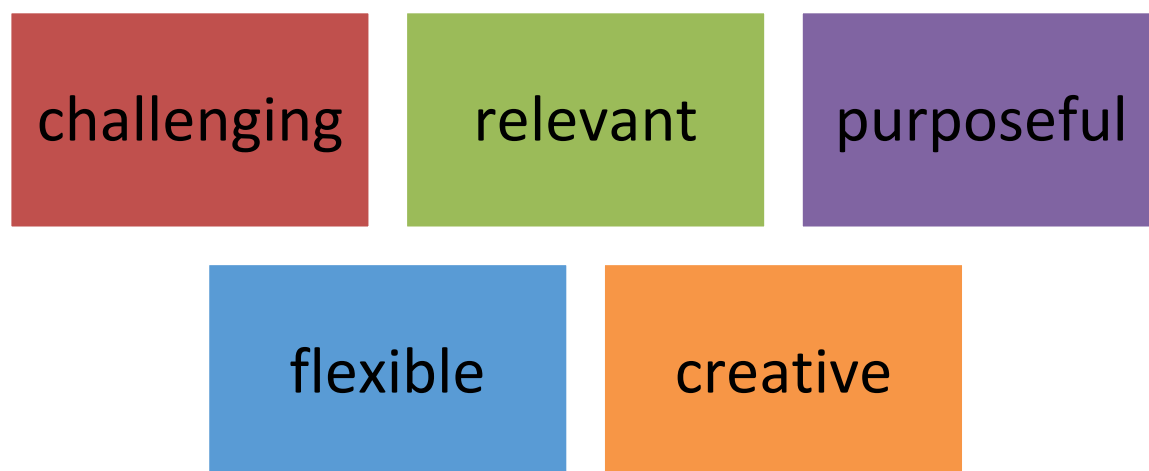 challenging
relevant
purposeful
flexible
creative